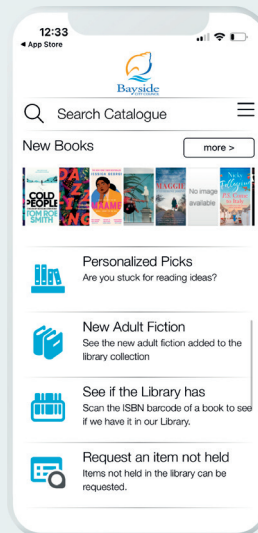 12:33
◀ App Store
Bayside
CITY COUNCIL
Search Catalogue
New Books
more >
COLD
PEOPLE
TOM ROB
SMITH
MAAME
MAGGIE
No image
available
Nicky
Personalized Picks
Are you stuck for reading ideas?
New Adult Fiction
See the new adult fiction added to the
library collection
See if the Library has
Scan the ISBN barcode of a book to see
if we have it in our Library.
Request an item not held
Items not held in the library can be
requested.